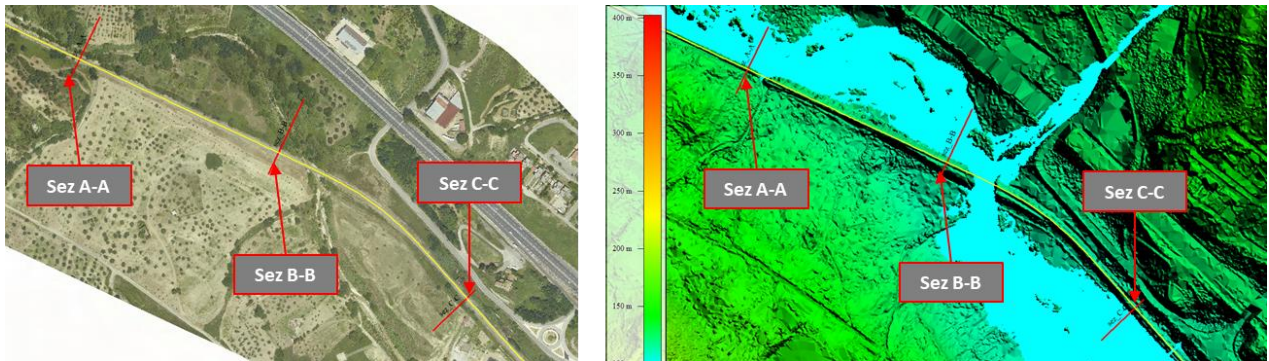 Sez A-A
Sez B-B
Sez C-C
400 m
350 m
300 m
250 m
200 m
150 m
Sez A-A
Sez B-B
Sez C-C